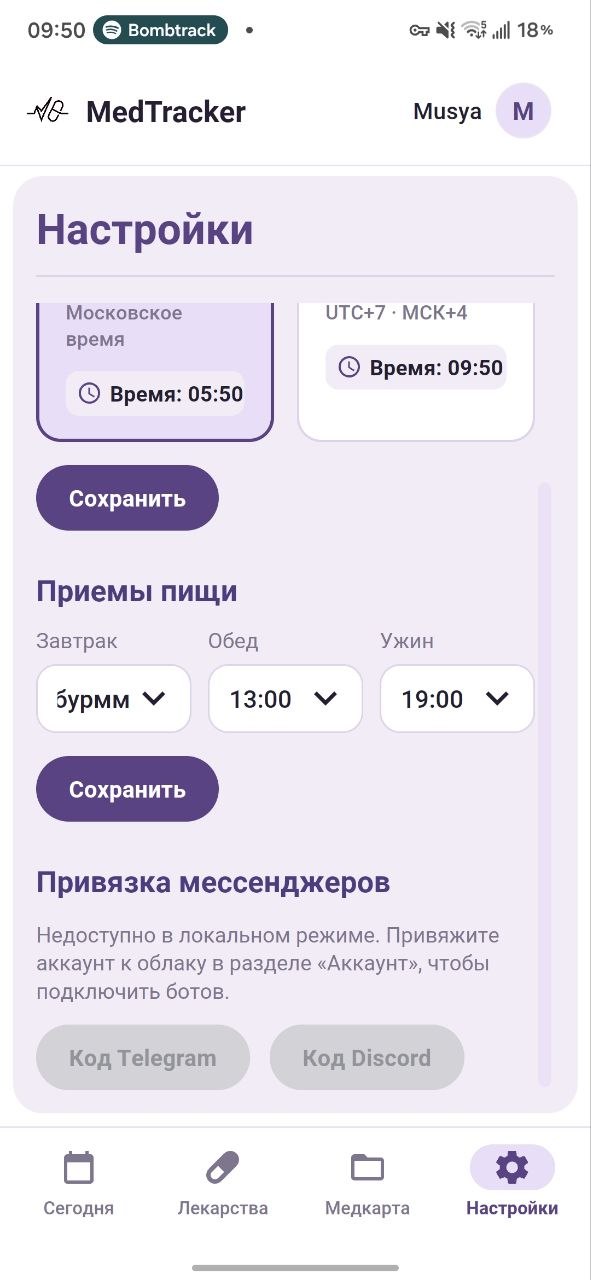 09:50 Bombtrack 18%
MedTracker Musya M
Настройки
Московское
время
Время: 05:50
UTC+7 · МСК+4
Время: 09:50
Сохранить
Приемы пищи
Завтрак Обед Ужин
бурмм 13:00 19:00
Сохранить
Привязка мессенджеров
Недоступно в локальном режиме. Привяжите
аккаунт к облаку в разделе «Аккаунт», чтобы
подключить ботов.
Код Telegram Код Discord
Сегодня Лекарства Медкарта Настройки